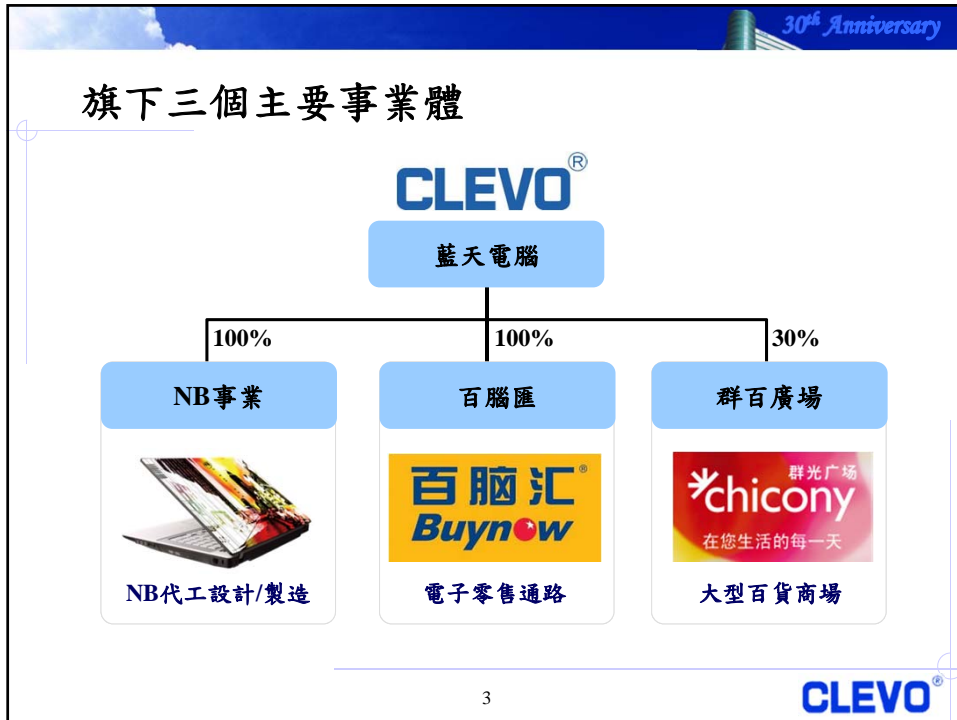 30th Anniversary
旗下三個主要事業體
CLEVO®
藍天電腦
100%
100%
30%
NB事業
百腦匯
群百廣場
百脑汇®
Buynow
群光广场
chicony
在您生活的每一天
NB代工設計/製造
電子零售通路
大型百貨商場
3
CLEVO®